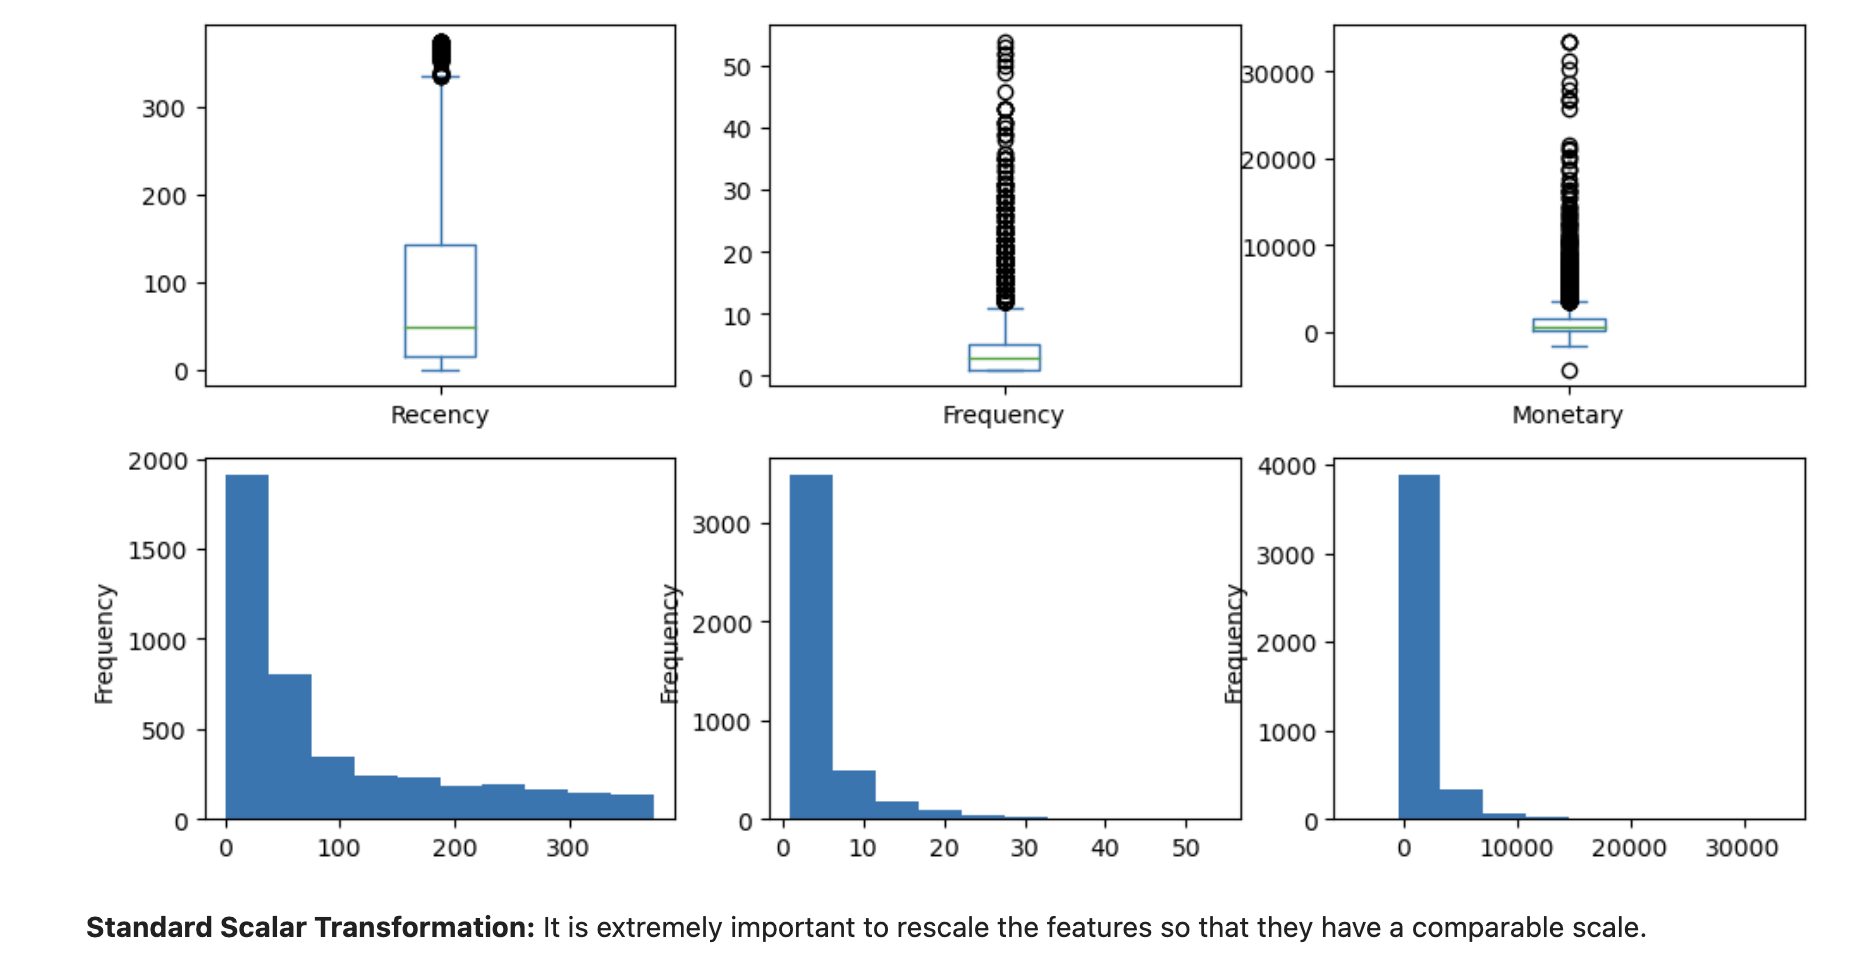 300
200
100
0
Recency
50
40
30
20
10
0
Frequency
30000
20000
10000
0
Monetary
2000
1500
1000
500
0
Frequency
0 100 200 300
3000
2000
1000
0
Frequency
0 10 20 30 40 50
4000
3000
2000
1000
0
Frequency
0 10000 20000 30000
Standard Scalar Transformation: It is extremely important to rescale the features so that they have a comparable scale.